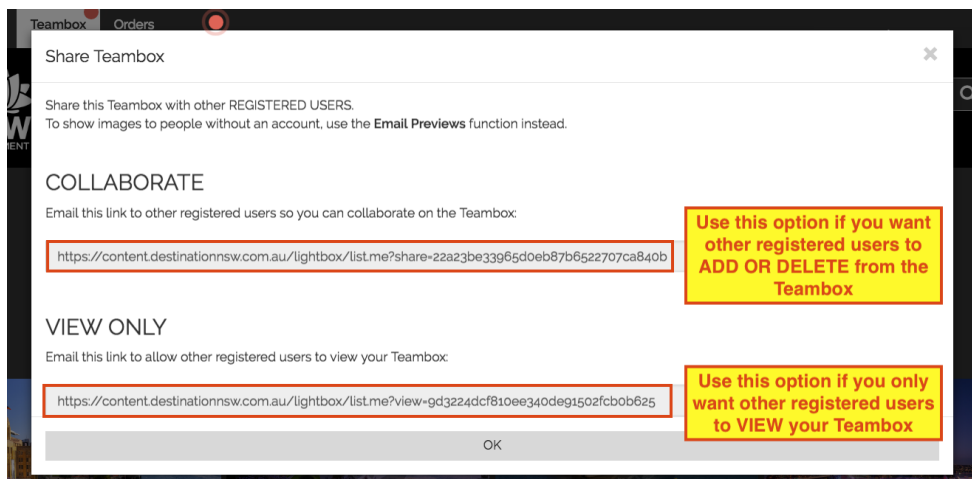 Teambox Orders
Share Teambox
Share this Teambox with other REGISTERED USERS.
To show images to people without an account, use the Email Previews function instead.
COLLABORATE
Email this link to other registered users so you can collaborate on the Teambox:
https://content.destinationnsw.com.au/lightbox/list.me?share=22a23be33965d0eb87b6522707ca840b
Use this option if you want
other registered users to
ADD OR DELETE from the
Teambox
VIEW ONLY
Email this link to allow other registered users to view your Teambox:
https://content.destinationnsw.com.au/lightbox/list.me?view=9d3224dcf810ee340de91502fcb0b625
Use this option if you only
want other registered users
to VIEW your Teambox
OK